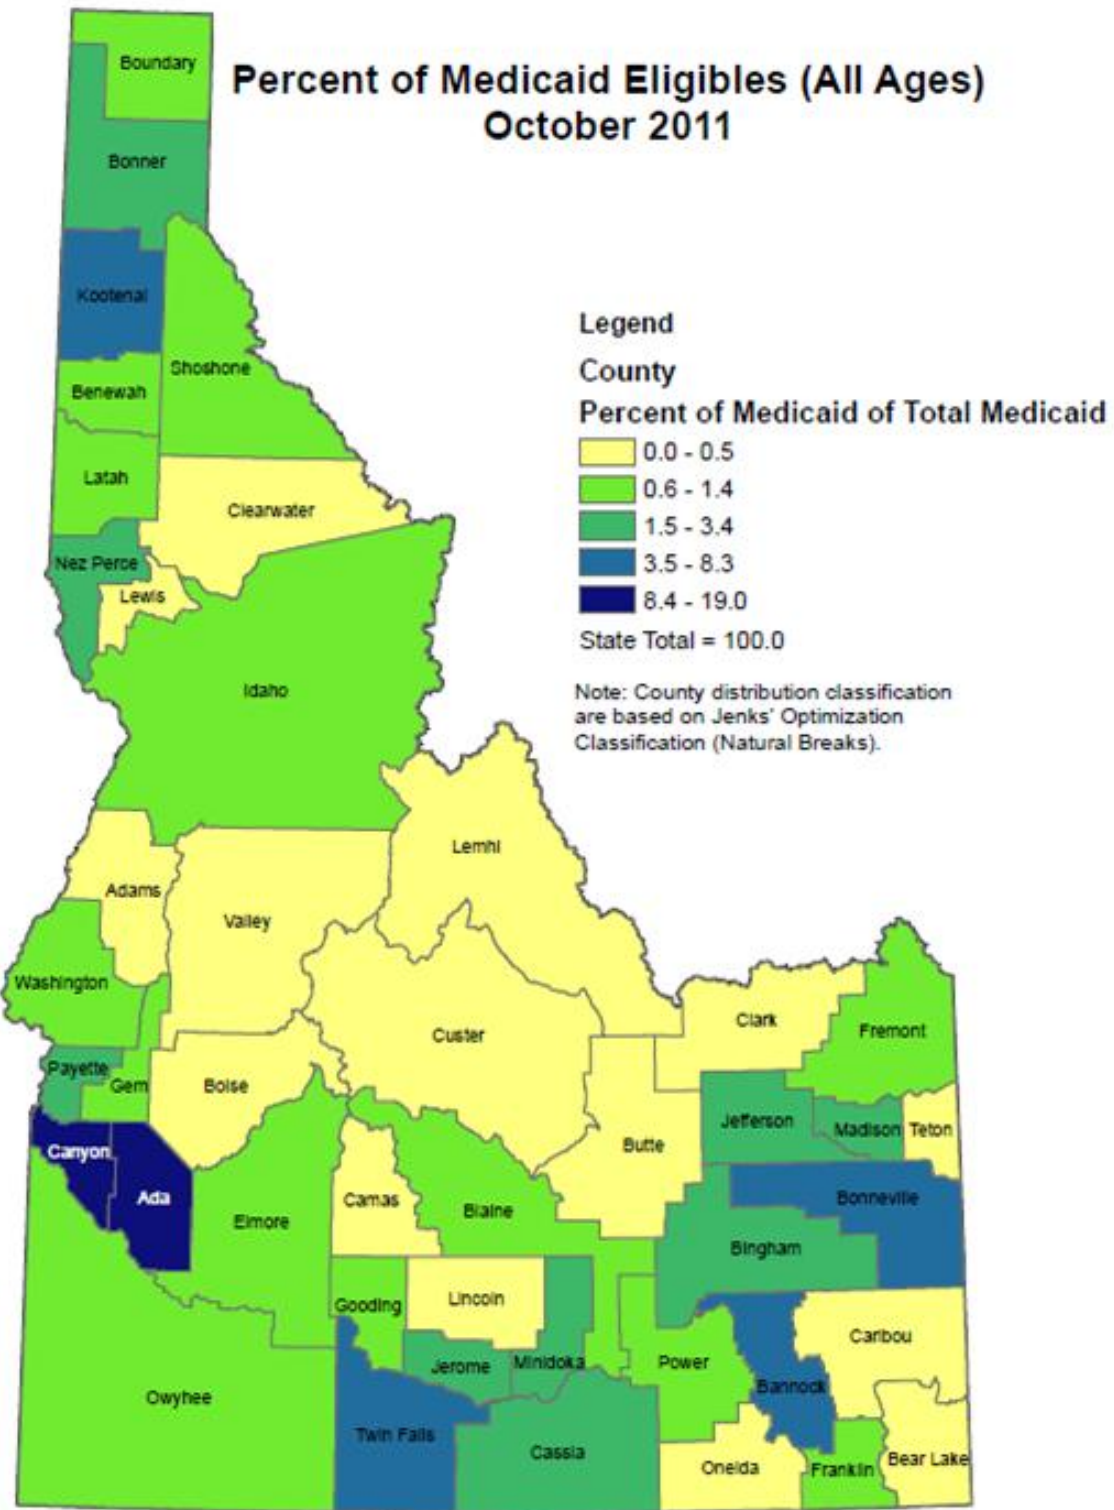 Percent of Medicaid Eligibles (All Ages)
October 2011
Boundary
Bonner
Kootenai
Shoshone
Benewah
Latah
Clearwater
Nez Perce
Lewis
Idaho
Legend
County
Percent of Medicaid of Total Medicaid
0.0 - 0.5
0.6 - 1.4
1.5 - 3.4
3.5 - 8.3
8.4 - 19.0
State Total = 100.0
Note: County distribution classification
are based on Jenks' Optimization
Classification (Natural Breaks).
Lemhi
Adams
Valley
Washington
Custer
Clark
Fremont
Payette
Gem
Boise
Jefferson
Madison
Teton
Butte
Canyon
Ada
Camas
Blaine
Bonneville
Elmore
Bingham
Gooding
Lincoln
Caribou
Jerome
Minidoka
Power
Bannock
Owyhee
Twin Falls
Cassia
Oneida
Franklin
Bear Lake